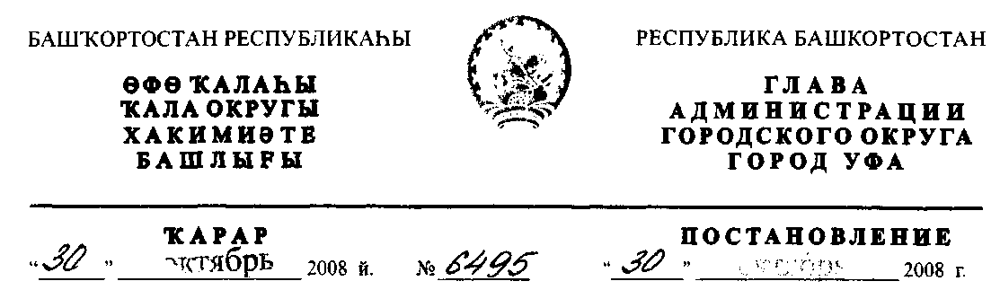 БАШҠОРТОСТАН РЕСПУБЛИКАҺЫ
ӨФӨ ҠАЛАҺЫ
ҠАЛА ОКРУГЫ
ХАКИМИӘТЕ
БАШЛЫҒЫ
РЕСПУБЛИКА БАШКОРТОСТАН
ГЛАВА
АДМИНИСТРАЦИИ
ГОРОДСКОГО ОКРУГА
ГОРОД УФА
ҠАРАР
ПОСТАНОВЛЕНИЕ
“30” октябрь 2008 й. № 6495 “30” 2008 г.